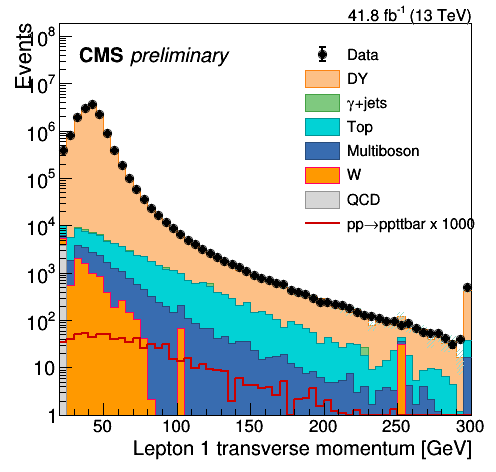 41.8 fb⁻¹ (13 TeV)
Events
CMS preliminary
Data
DY
γ+jets
Top
Multiboson
W
QCD
pp→ppttbar x 1000
10⁸
10⁷
10⁶
10⁵
10⁴
10³
10²
10
1
50 100 150 200 250 300
Lepton 1 transverse momentum [GeV]